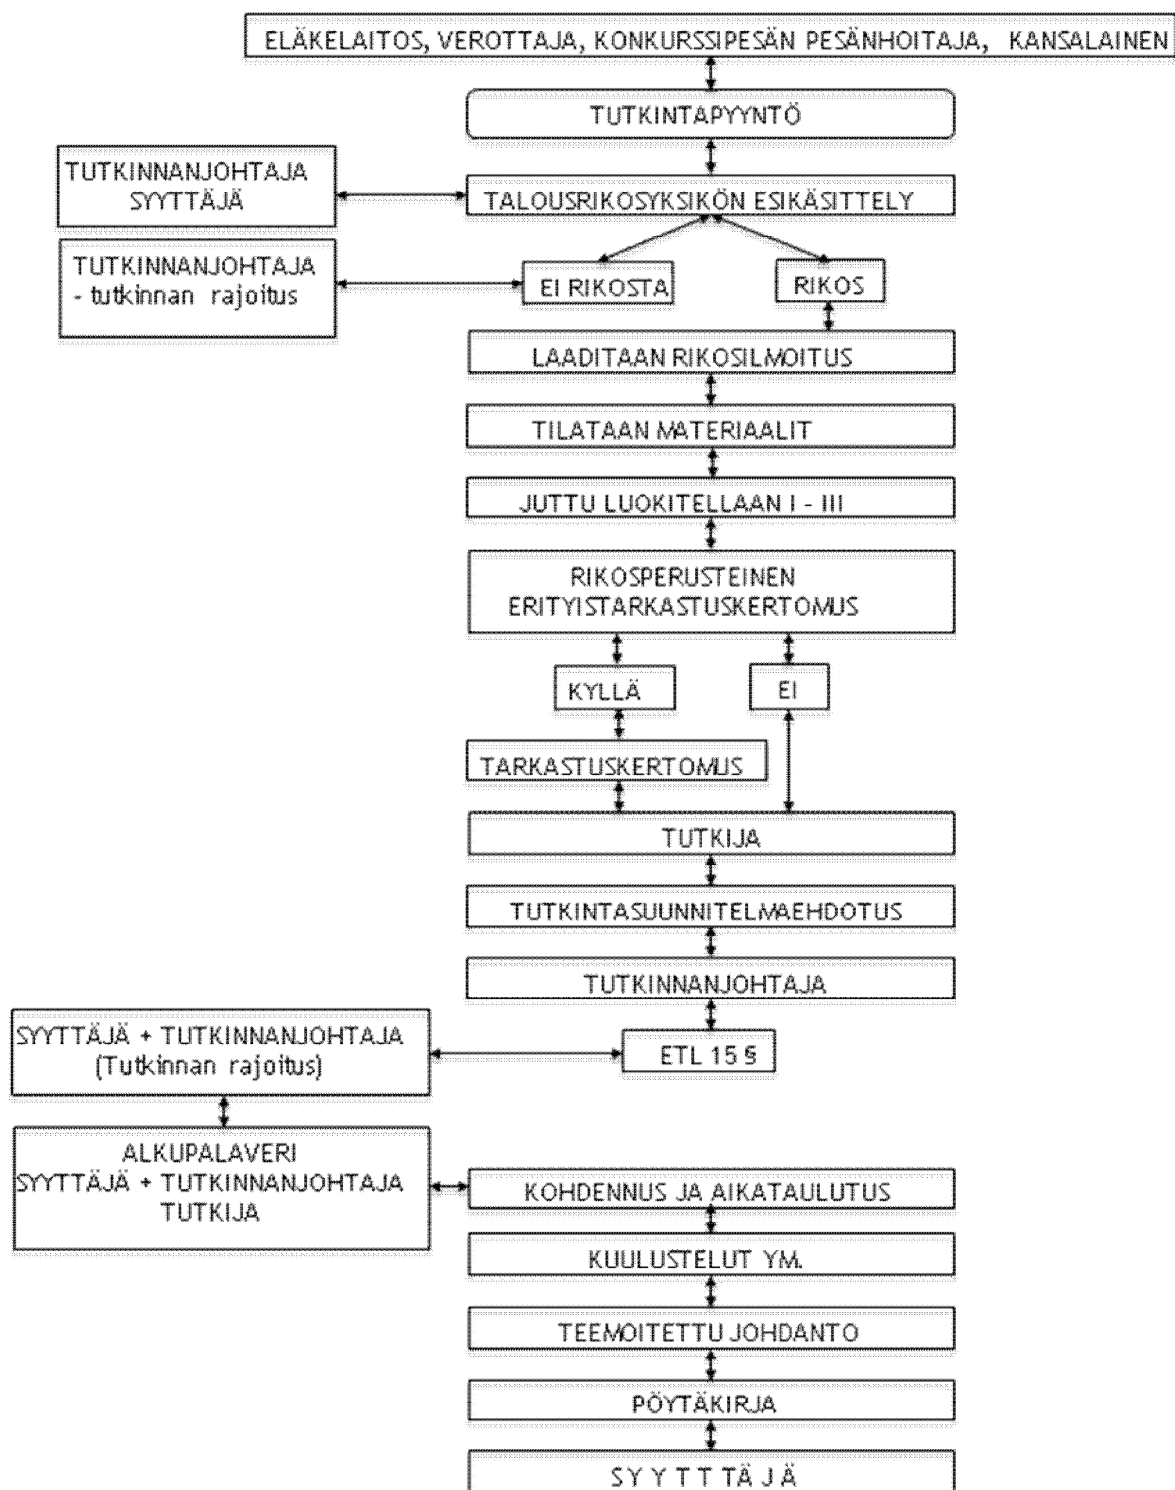 ELÄKELAITOS, VEROTTAJA, KONKURSSIPESÄN PESÄNHOITAJA, KANSALAINEN
TUTKINTAPYYNTÖ
TUTKINNANJOHTAJA
SYYTTÄJÄ
TALOUSRIKOSYKSIKÖN ESIKÄSITTELY
TUTKINNANJOHTAJA
- tutkinnan rajoitus
EI RIKOSTA
RIKOS
LAADITAAN RIKOSILMOITUS
TILATAAN MATERIAALIT
JUTTU LUOKITELLAAN I - III
RIKOSPERUSTEINEN
ERITYISTARKASTUSKERTOMUS
KYLLÄ
EI
TARKASTUSKERTOMUS
TUTKIJA
TUTKINTASUUNNITELMAEHDOTUS
TUTKINNANJOHTAJA
SYYTTÄJÄ + TUTKINNANJOHTAJA
(Tutkinnan rajoitus)
ETL 15 §
ALKUPALAVERI
SYYTTÄJÄ + TUTKINNANJOHTAJA
TUTKIJA
KOHDENNUS JA AIKATAULUTUS
KUULUSTELUT YM.
TEEMOITETTU JOHDANTO
PÖYTÄKIRJA
S Y Y T T T Ä J Ä